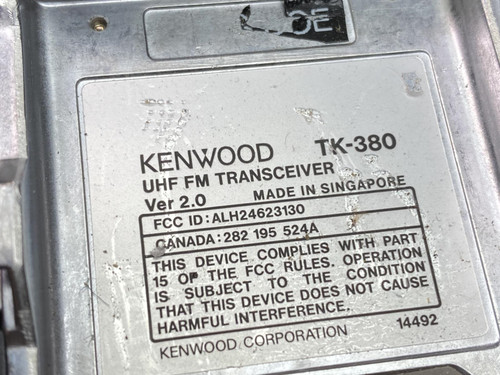 OE
KENWOOD TK-380
UHF FM TRANSCEIVER
Ver 2.0 MADE IN SINGAPORE
FCC ID:ALH24623130
CANADA:282 195 524A
THIS DEVICE COMPLIES WITH PART
15 OF THE FCC RULES. OPERATION
IS SUBJECT TO THE CONDITION
THAT THIS DEVICE DOES NOT CAUSE
HARMFUL INTERFERENCE.
KENWOOD CORPORATION 14492